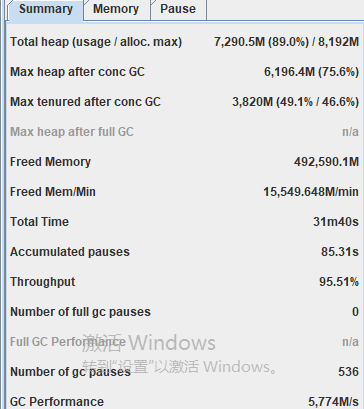 Summary Memory Pause
Total heap (usage / alloc. max) 7,290.5M (89.0%) / 8,192M
Max heap after conc GC 6,196.4M (75.6%)
Max tenured after conc GC 3,820M (49.1% / 46.6%)
Max heap after full GC n/a
Freed Memory 492,590.1M
Freed Mem/Min 15,549.648M/min
Total Time 31m40s
Accumulated pauses 85.31s
Throughput 95.51%
Number of full gc pauses 0
激活 Windows
Full GC Performance n/a
转到"设置"以激活 Windows。
Number of gc pauses 536
GC Performance 5,774M/s